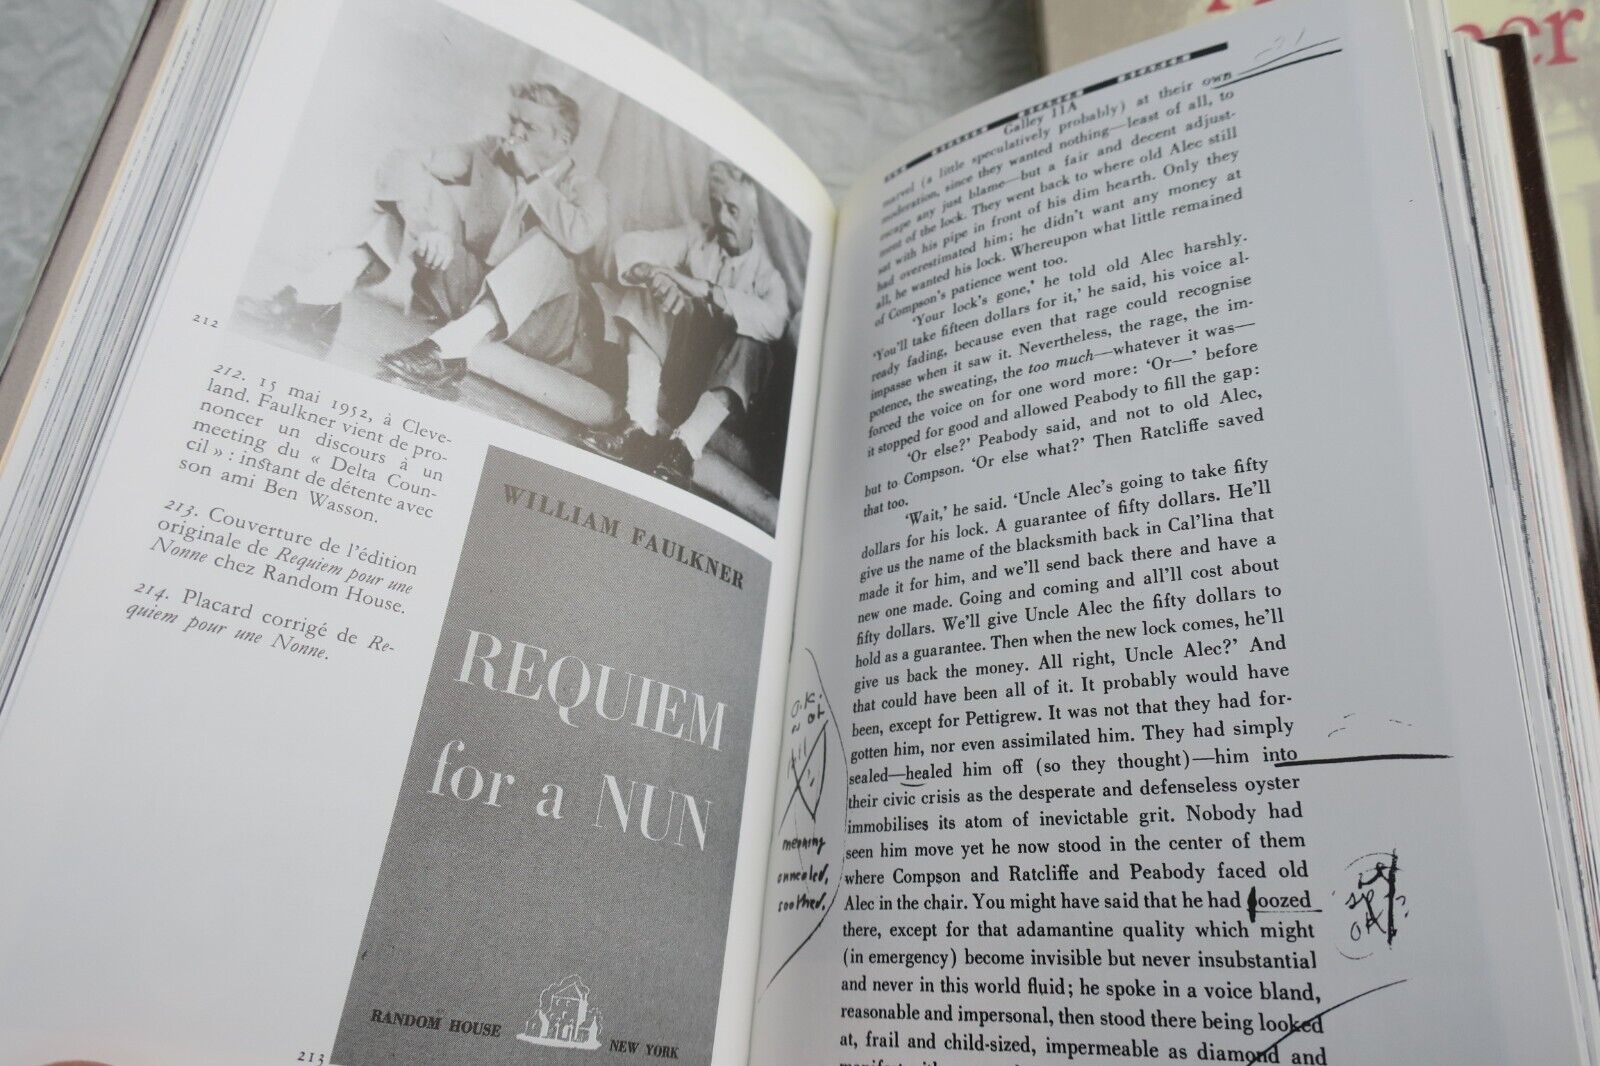 212
212. 15 mai 1952, à Cleve-
land. Faulkner vient de pro-
noncer un discours à un
meeting du « Delta Coun-
cil » : instant de détente avec
son ami Ben Wasson.
213. Couverture de l'édition
originale de Requiem pour une
Nonne chez Random House.
214. Placard corrigé de Re-
quiem pour une Nonne.
WILLIAM FAULKNER
REQUIEM
for a NUN
RANDOM HOUSE
NEW YORK
213
Galley 11A
marvel (a little speculatively probably) at their own
moderation, since they wanted nothing—least of all, to
escape any just blame—but a fair and decent adjust-
ment of the lock. They went back to where old Alec still
sat with his pipe in front of his dim hearth. Only they
had overestimated him; he didn't want any money at
all, he wanted his lock. Whereupon what little remained
of Compson's patience went too.
'Your lock's gone,' he told old Alec harshly.
'You'll take fifteen dollars for it,' he said, his voice al-
ready fading, because even that rage could recognise
impasse when it saw it. Nevertheless, the rage, the im-
potence, the sweating, the too much—whatever it was—
forced the voice on for one word more: 'Or—' before
it stopped for good and allowed Peabody to fill the gap:
'Or else?' Peabody said, and not to old Alec,
but to Compson. 'Or else what?' Then Ratcliffe saved
that too.
'Wait,' he said. 'Uncle Alec's going to take fifty
dollars for his lock. A guarantee of fifty dollars. He'll
give us the name of the blacksmith back in Cal'lina that
made it for him, and we'll send back there and have a
new one made. Going and coming and all'll cost about
fifty dollars. We'll give Uncle Alec the fifty dollars to
hold as a guarantee. Then when the new lock comes, he'll
give us back the money. All right, Uncle Alec?' And
that could have been all of it. It probably would have
been, except for Pettigrew. It was not that they had for-
gotten him, nor even assimilated him. They had simply
sealed—healed him off (so they thought)—him into
their civic crisis as the desperate and defenseless oyster
immobilises its atom of inevitable grit. Nobody had
seen him move yet he now stood in the center of them
where Compson and Ratcliffe and Peabody faced old
Alec in the chair. You might have said that he had oozed
there, except for that adamantine quality which might
(in emergency) become invisible but never insubstantial
and never in this world fluid; he spoke in a voice bland,
reasonable and impersonal, then stood there being looked
at, frail and child-sized, impermeable as diamond and
O.K.
meaning
annealed,
soothed.
OK